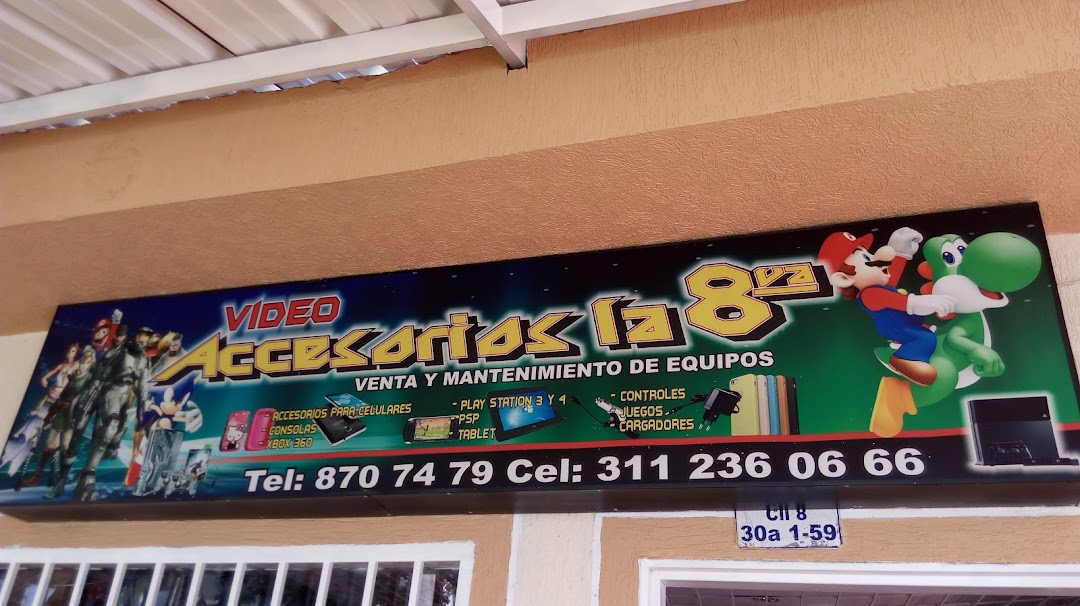 VIDEO
Accesorios la 8va
VENTA Y MANTENIMIENTO DE EQUIPOS
ACCESORIOS PARA CELULARES
CONSOLAS
XBOX 360
- PLAY STATION 3 Y 4
- PSP
- TABLET
- CONTROLES
JUEGOS
CARGADORES
Tel: 870 74 79 Cel: 311 236 06 66
Cll 8
30a 1-59